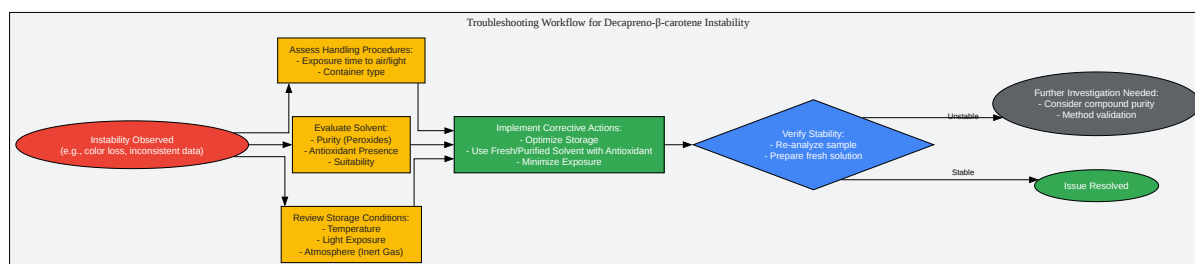 Troubleshooting Workflow for Decapreno-β-carotene Instability
Instability Observed
(e.g., color loss, inconsistent data)
Assess Handling Procedures:
- Exposure time to air/light
- Container type
Evaluate Solvent:
- Purity (Peroxides)
- Antioxidant Presence
- Suitability
Review Storage Conditions:
- Temperature
- Light Exposure
- Atmosphere (Inert Gas)
Implement Corrective Actions:
- Optimize Storage
- Use Fresh/Purified Solvent with Antioxidant
- Minimize Exposure
Verify Stability:
- Re-analyze sample
- Prepare fresh solution
Unstable
Further Investigation Needed:
- Consider compound purity
- Method validation
Stable
Issue Resolved